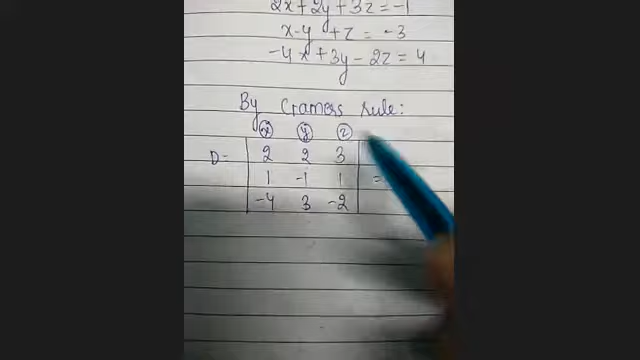 2x+2y+3z=-1
x-y+z=-3
-4x+3y-2z=4
By Cramers rule:
x y z
D= 2 2 3
1 -1 1 =
-4 3 -2